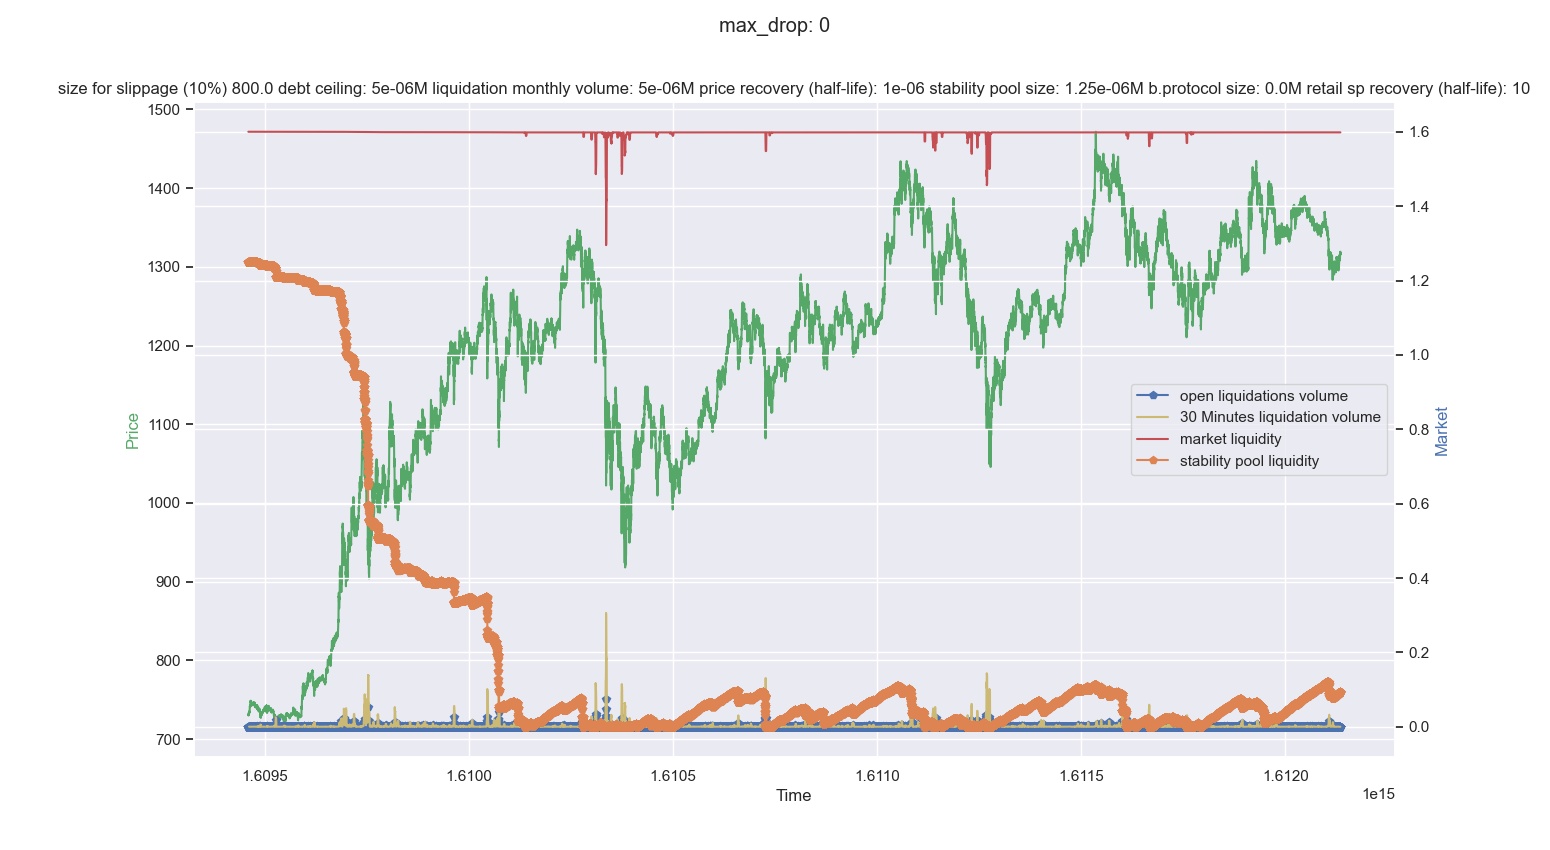 max_drop: 0
size for slippage (10%) 800.0 debt ceiling: 5e-06M liquidation monthly volume: 5e-06M price recovery (half-life): 1e-06 stability pool size: 1.25e-06M b.protocol size: 0.0M retail sp recovery (half-life): 10
1500
1400
1300
1200
1100
1000
900
800
700
Price
1.6
1.4
1.2
1.0
0.8
0.6
0.4
0.2
0.0
Market
open liquidations volume
30 Minutes liquidation volume
market liquidity
stability pool liquidity
1.6095 1.6100 1.6105 1.6110 1.6115 1.6120
Time
1e15